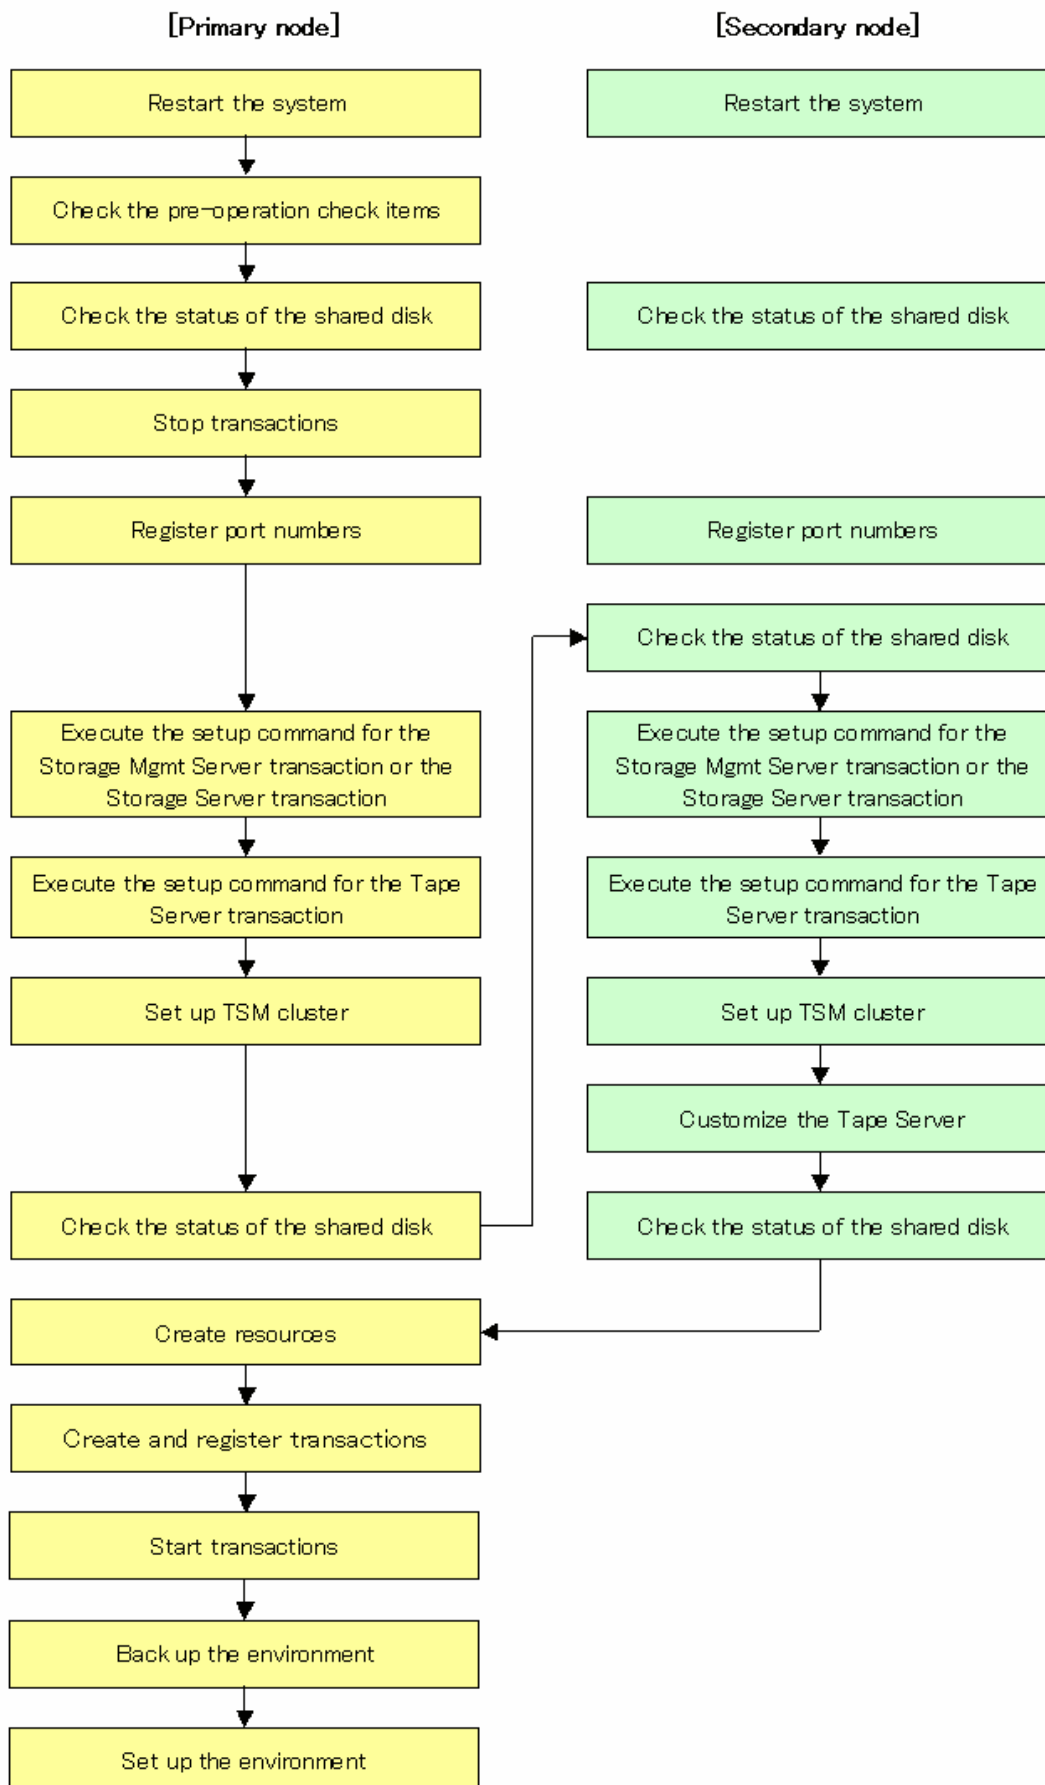 [Primary node]
[Secondary node]
Restart the system
Restart the system
Check the pre-operation check items
Check the status of the shared disk
Check the status of the shared disk
Stop transactions
Register port numbers
Register port numbers
Check the status of the shared disk
Execute the setup command for the
Storage Mgmt Server transaction or the
Storage Server transaction
Execute the setup command for the
Storage Mgmt Server transaction or the
Storage Server transaction
Execute the setup command for the Tape
Server transaction
Execute the setup command for the Tape
Server transaction
Set up TSM cluster
Set up TSM cluster
Customize the Tape Server
Check the status of the shared disk
Check the status of the shared disk
Create resources
Create and register transactions
Start transactions
Back up the environment
Set up the environment